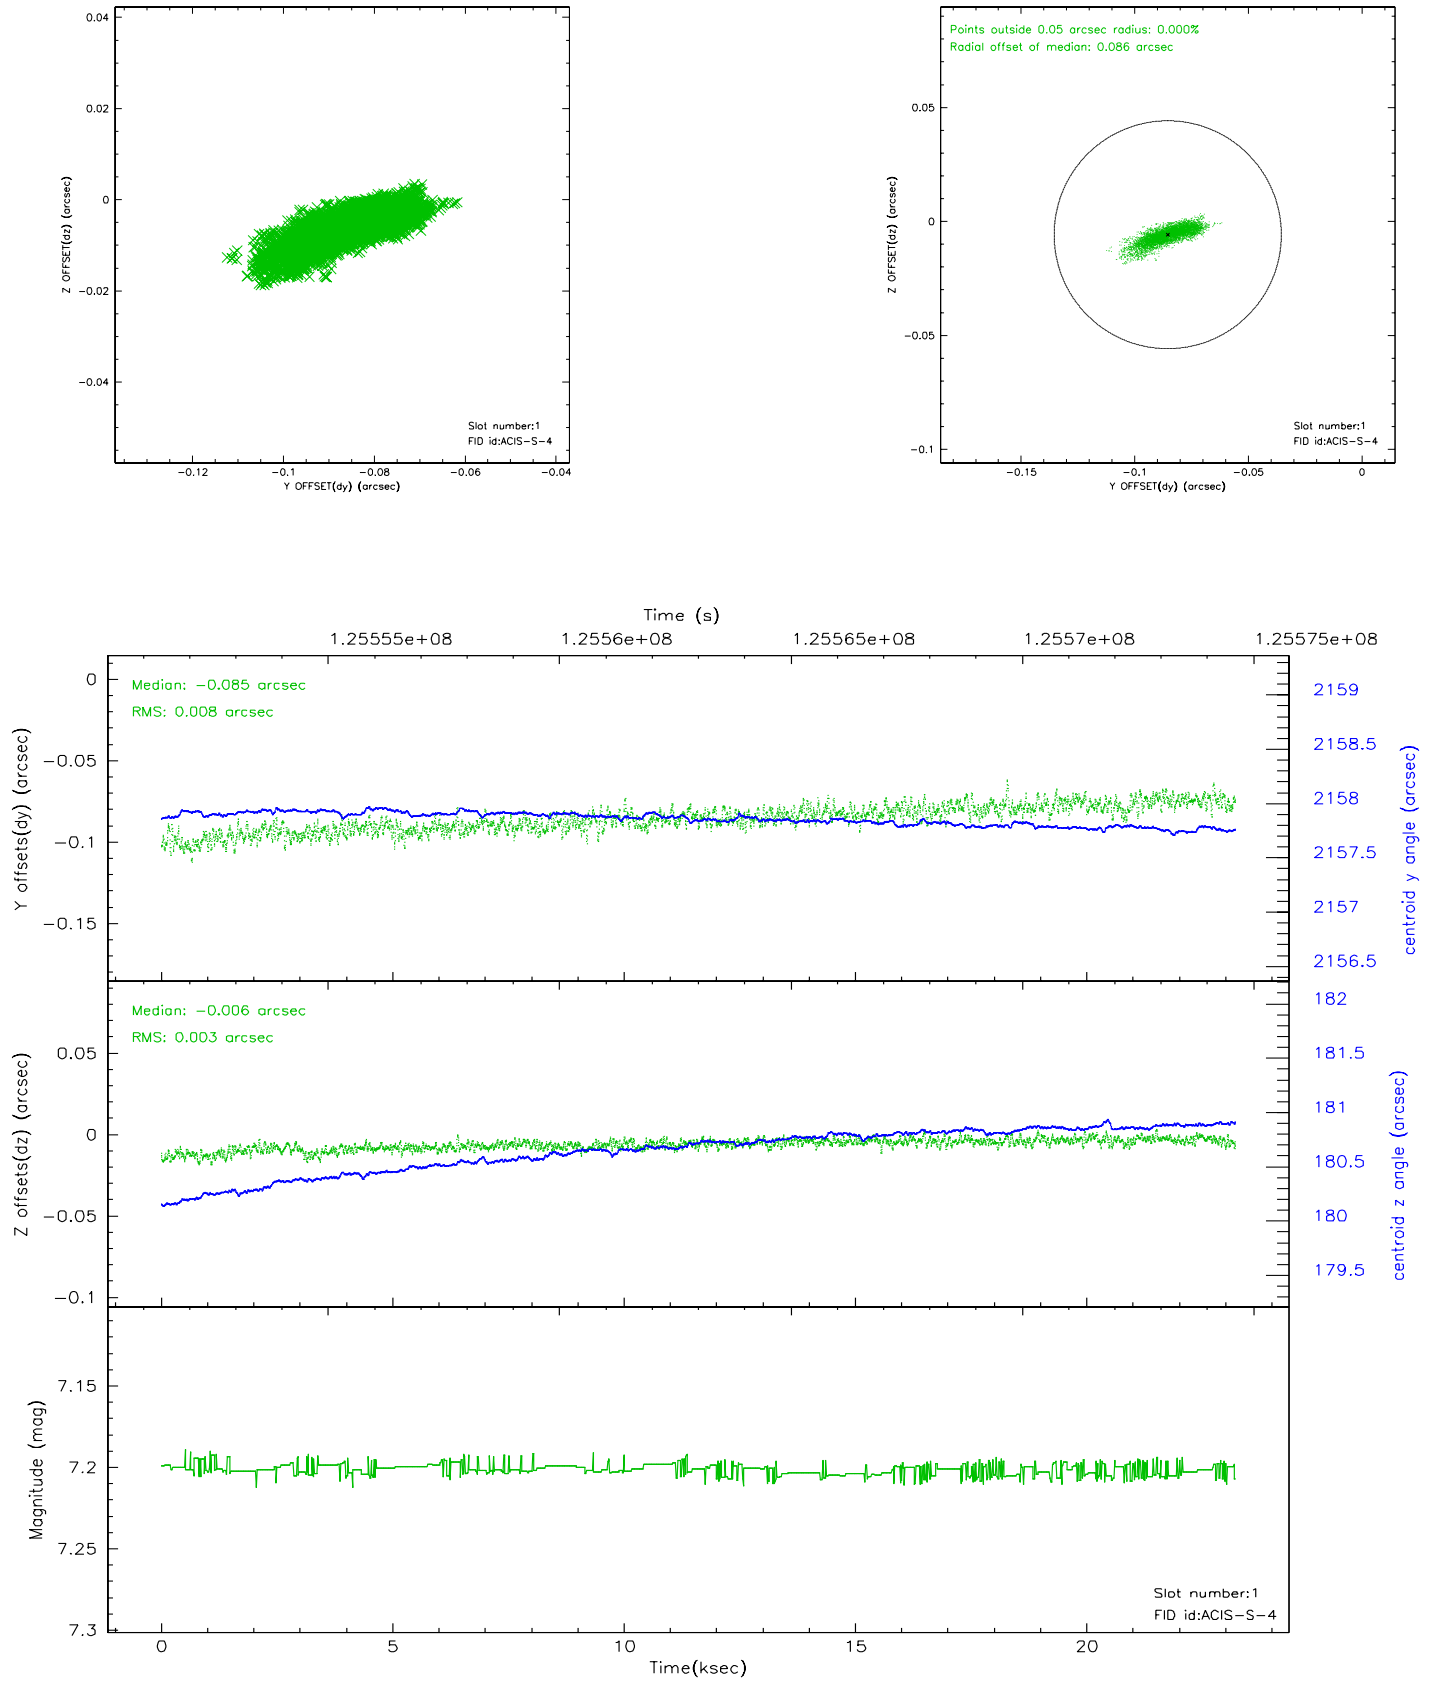 0.04
0.02
0
−0.02
−0.04
Z OFFSET(dz) (arcsec)
Slot number:1
FID id:ACIS−S−4
−0.12
−0.1
−0.08
−0.06
−0.04
Y OFFSET(dy) (arcsec)
Points outside 0.05 arcsec radius: 0.000%
Radial offset of median: 0.086 arcsec
0.05
0
−0.05
−0.1
Z OFFSET(dz) (arcsec)
Slot number:1
FID id:ACIS−S−4
−0.15
−0.1
−0.05
0
Y OFFSET(dy) (arcsec)
Time (s)
1.25555e+08
1.2556e+08
1.25565e+08
1.2557e+08
1.25575e+08
Median: −0.085 arcsec
RMS: 0.008 arcsec
0
−0.05
−0.1
−0.15
Y offsets(dy) (arcsec)
2159
2158.5
2158
2157.5
2157
2156.5
centroid y angle (arcsec)
Median: −0.006 arcsec
RMS: 0.003 arcsec
0.05
0
−0.05
−0.1
Z offsets(dz) (arcsec)
182
181.5
181
180.5
180
179.5
centroid z angle (arcsec)
7.15
7.2
7.25
7.3
Magnitude (mag)
Slot number:1
FID id:ACIS−S−4
0
5
10
15
20
Time(ksec)